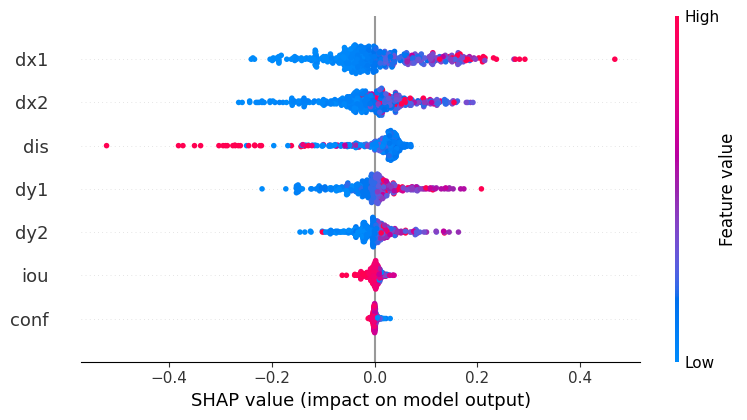 High
dx1
dx2
dis
dy1
dy2
iou
conf
Feature value
Low
−0.4 −0.2 0.0 0.2 0.4
SHAP value (impact on model output)